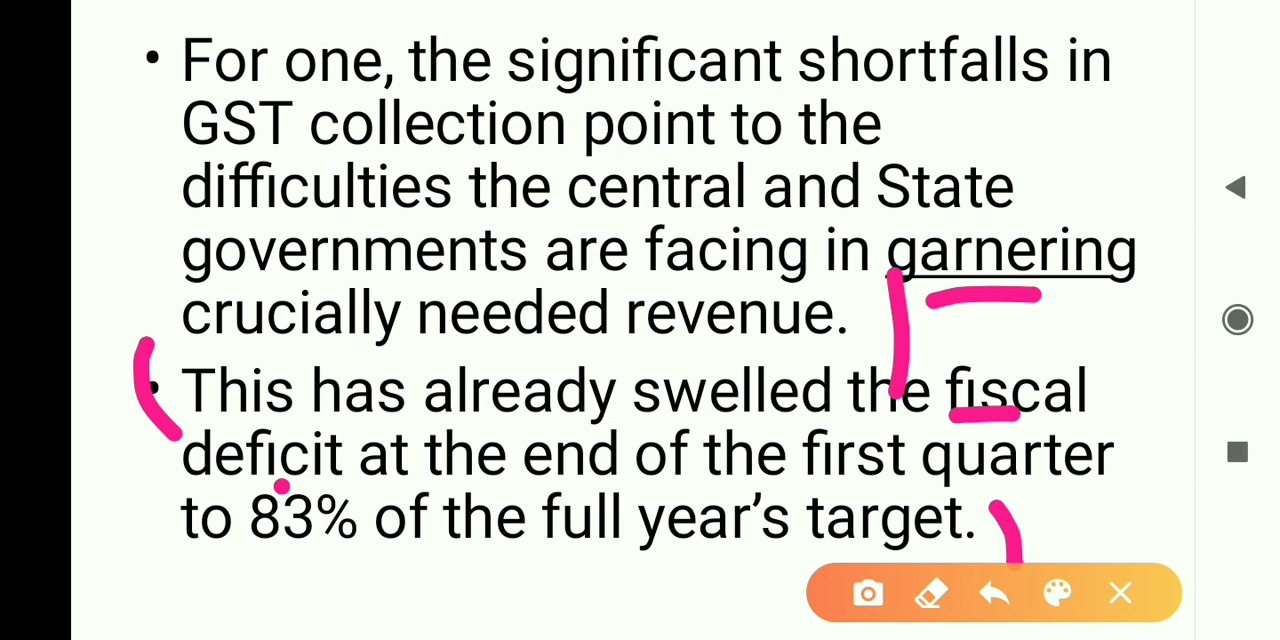 • For one, the significant shortfalls in
GST collection point to the
difficulties the central and State
governments are facing in garnering
crucially needed revenue.
• This has already swelled the fiscal
deficit at the end of the first quarter
to 83% of the full year’s target.